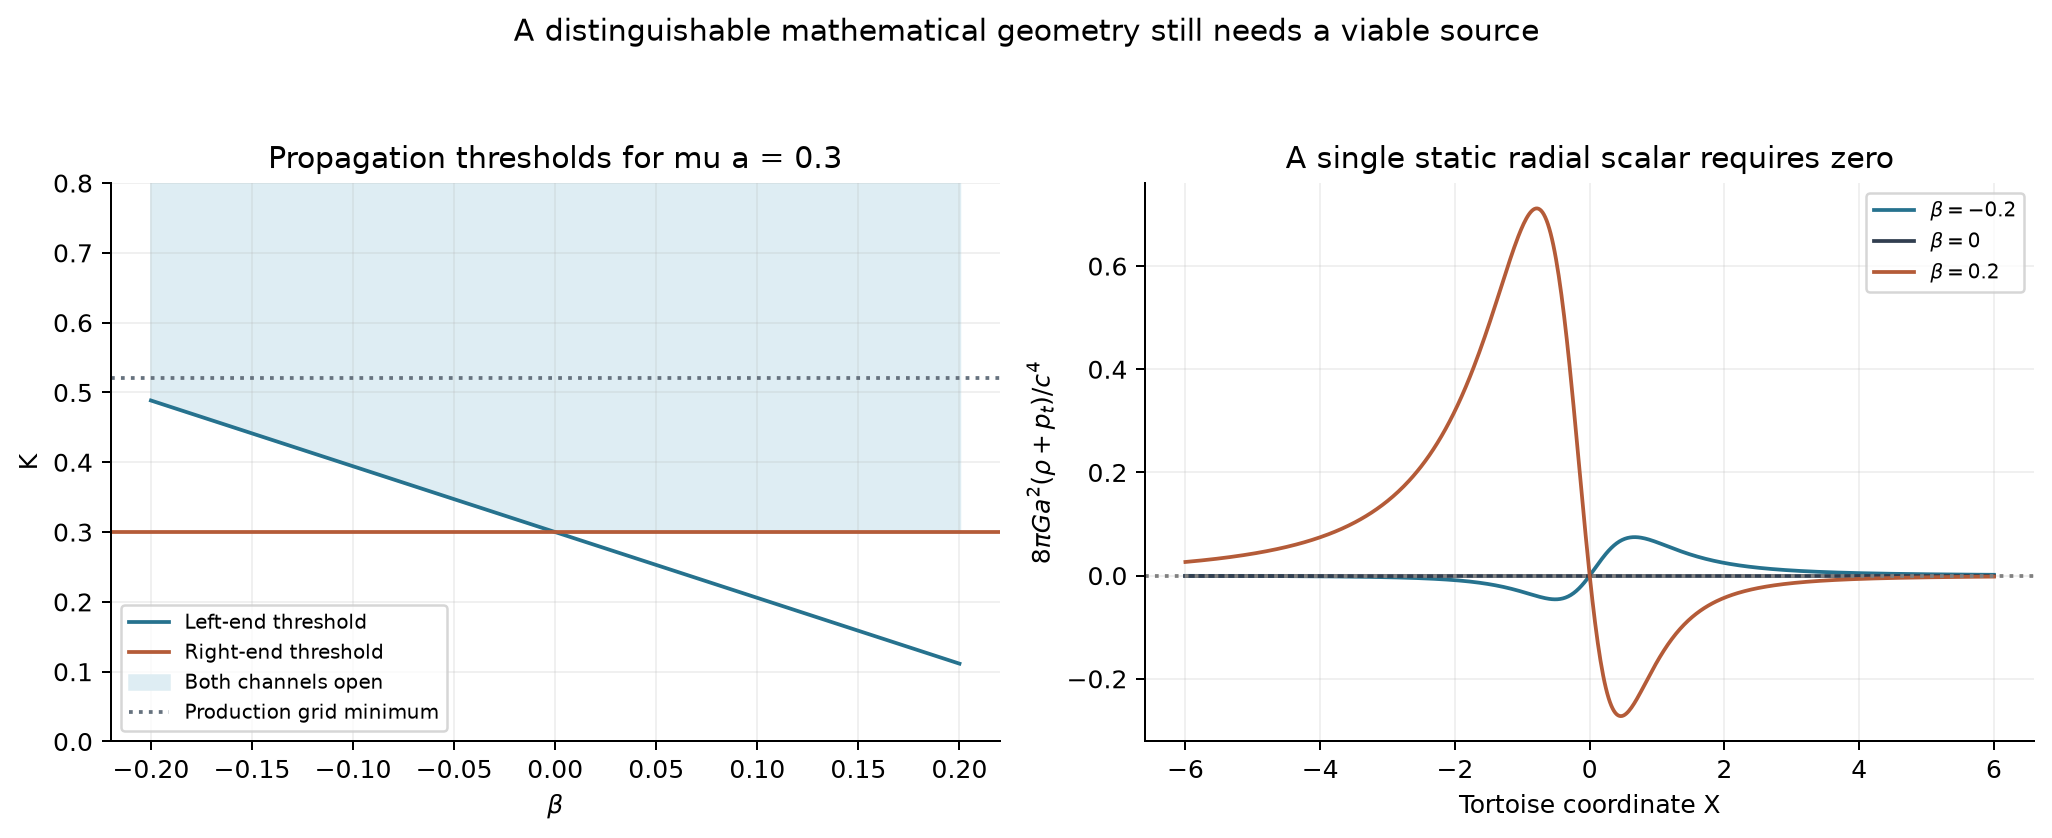 A distinguishable mathematical geometry still needs a viable source
Propagation thresholds for mu a = 0.3
K
0.8
0.7
0.6
0.5
0.4
0.3
0.2
0.1
0.0
Left-end threshold
Right-end threshold
Both channels open
Production grid minimum
−0.20 −0.15 −0.10 −0.05 0.00 0.05 0.10 0.15 0.20
β
A single static radial scalar requires zero
8πGa²(ρ + pₜ)/c⁴
0.6
0.4
0.2
0.0
−0.2
β = −0.2
β = 0
β = 0.2
−6 −4 −2 0 2 4 6
Tortoise coordinate X